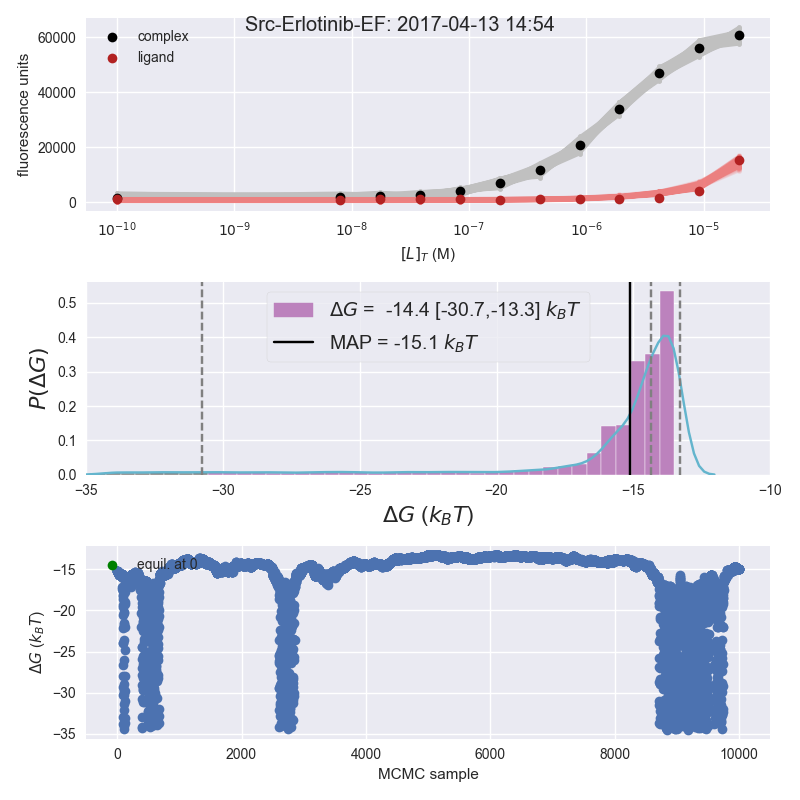 Src-Erlotinib-EF: 2017-04-13 14:54
complex
ligand
fluorescence units
60000
40000
20000
0
10⁻¹⁰ 10⁻⁹ 10⁻⁸ 10⁻⁷ 10⁻⁶ 10⁻⁵
[L]_T (M)
ΔG = -14.4 [-30.7,-13.3] k_BT
MAP = -15.1 k_BT
P(ΔG)
0.5
0.4
0.3
0.2
0.1
0.0
−35 −30 −25 −20 −15 −10
ΔG (k_BT)
equil. at 0
ΔG (k_BT)
−15
−20
−25
−30
−35
0 2000 4000 6000 8000 10000
MCMC sample